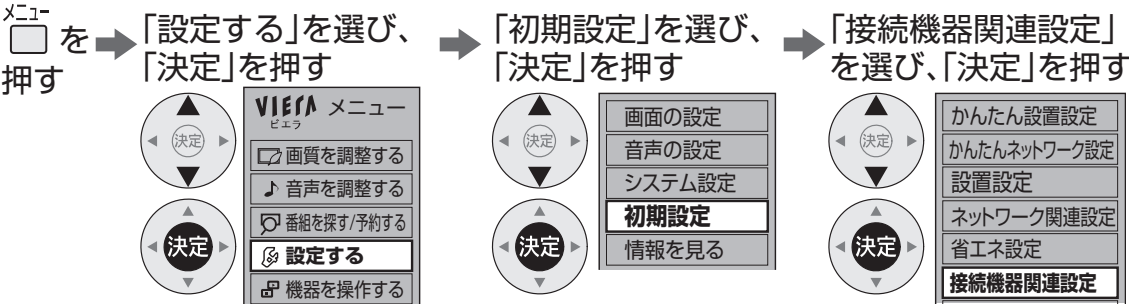 メニュー
を
押す
「設定する」を選び、
「決定」を押す
決定
決定
VIERA メニュー
ビエラ
画質を調整する
音声を調整する
番組を探す/予約する
設定する
機器を操作する
「初期設定」を選び、
「決定」を押す
決定
決定
画面の設定
音声の設定
システム設定
初期設定
情報を見る
「接続機器関連設定」
を選び、「決定」を押す
決定
決定
かんたん設置設定
かんたんネットワーク設定
設置設定
ネットワーク関連設定
省エネ設定
接続機器関連設定